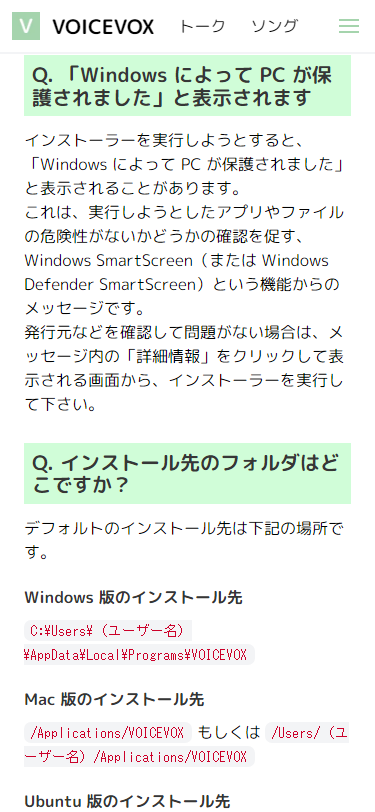 V VOICEVOX トーク ソング
Q. 「Windows によって PC が保
護されました」と表示されます
インストーラーを実行しようとすると、
「Windows によって PC が保護されました」
と表示されることがあります。
これは、実行しようとしたアプリやファイル
の危険性がないかどうかの確認を促す、
Windows SmartScreen（または Windows
Defender SmartScreen）という機能からの
メッセージです。
発行元などを確認して問題がない場合は、メ
ッセージ内の「詳細情報」をクリックして表
示される画面から、インストーラーを実行し
て下さい。
Q. インストール先のフォルダはど
こですか？
デフォルトのインストール先は下記の場所で
す。
Windows 版のインストール先
C:¥Users¥（ユーザー名）
¥AppData¥Local¥Programs¥VOICEVOX
Mac 版のインストール先
/Applications/VOICEVOX もしくは /Users/（ユ
ーザー名）/Applications/VOICEVOX
Ubuntu 版のインストール先